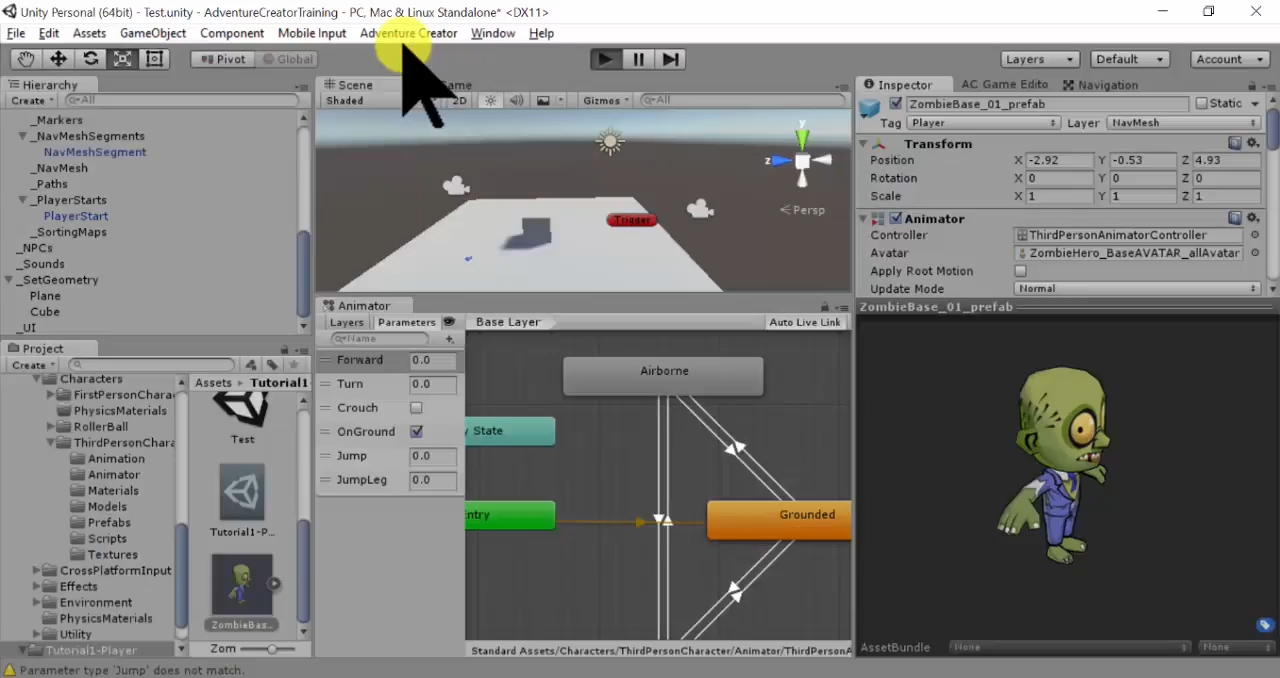 Unity Personal (64bit) - Test.unity - AdventureCreatorTraining - PC, Mac & Linux Standalone* <DX11>
File Edit Assets GameObject Component Mobile Input Adventure Creator Window Help
Pivot Global Layers Default Account
Hierarchy
Create All
_Markers
_NavMeshSegments
NavMeshSegment
_NavMesh
_Paths
_PlayerStarts
PlayerStart
_SortingMaps
_NPCs
_Sounds
_SetGeometry
Plane
Cube
_UI
Scene ame
Shaded 2D Gizmos All
y
z
Persp
Trigger
Inspector AC Game Edito Navigation
ZombieBase_01_prefab Static
Tag Player Layer NavMesh
Transform
Position X -2.92 Y -0.53 Z 4.93
Rotation X 0 Y 0 Z 0
Scale X 1 Y 1 Z 1
Animator
Controller ThirdPersonAnimatorController
Avatar ZombieHero_BaseAVATAR_allAvatar
Apply Root Motion
Update Mode Normal
ZombieBase_01_prefab
AssetBundle None None
Project
Create
Characters
FirstPersonChara
PhysicsMaterials
RollerBall
ThirdPersonChara
Animation
Animator
Materials
Models
Prefabs
Scripts
Textures
CrossPlatformInput
Effects
Environment
PhysicsMaterials
Utility
Tutorial1-Player
Assets Tutorial1
Test
Tutorial1-P...
ZombieBas...
Zom
Animator
Layers Parameters Base Layer Auto Live Link
Name
Forward 0.0
Turn 0.0
Crouch
OnGround
Jump 0.0
JumpLeg 0.0
Airborne
y State
ntry
Grounded
Standard Assets/Characters/ThirdPersonCharacter/Animator/ThirdPersonA
Parameter type 'Jump' does not match.